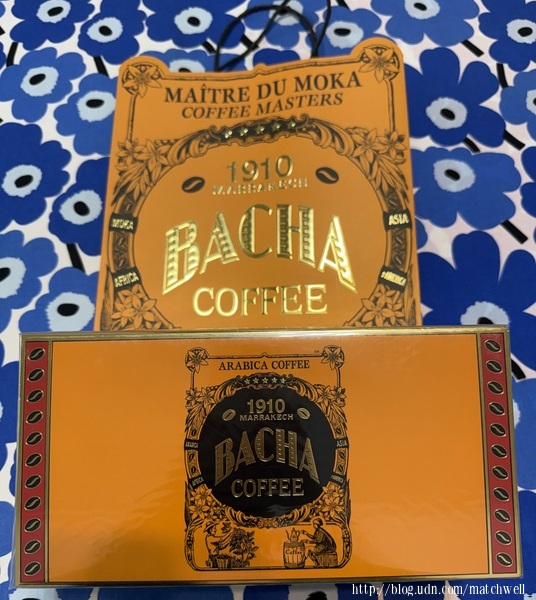 MAÎTRE DU MOKA
COFFEE MASTERS
1910
MARRAKECH
BACHA
COFFEE
MOKA
ASIA
AFRICA
AMERICA
ARABICA COFFEE
1910
MARRAKECH
BACHA
COFFEE
ASIA
AFRICA
http://blog.udn.com/matchwell